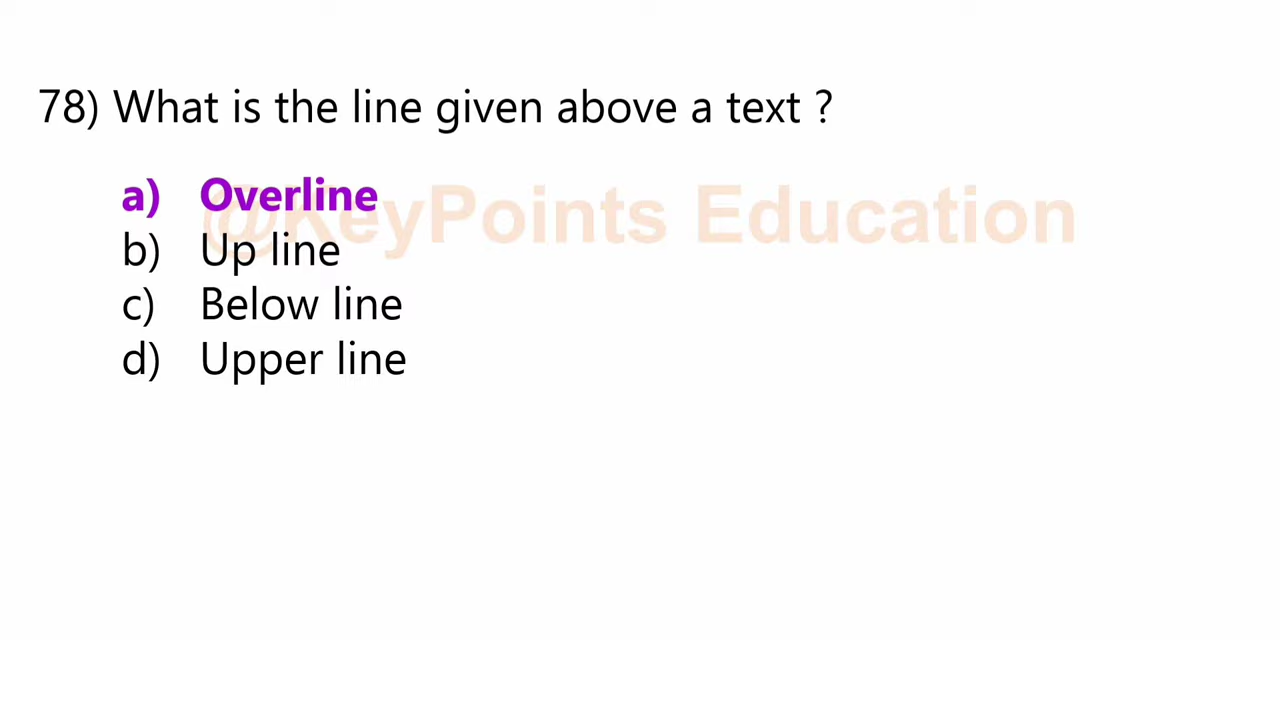 78) What is the line given above a text ?
@KeyPoints Education
a) Overline
b) Up line
c) Below line
d) Upper line